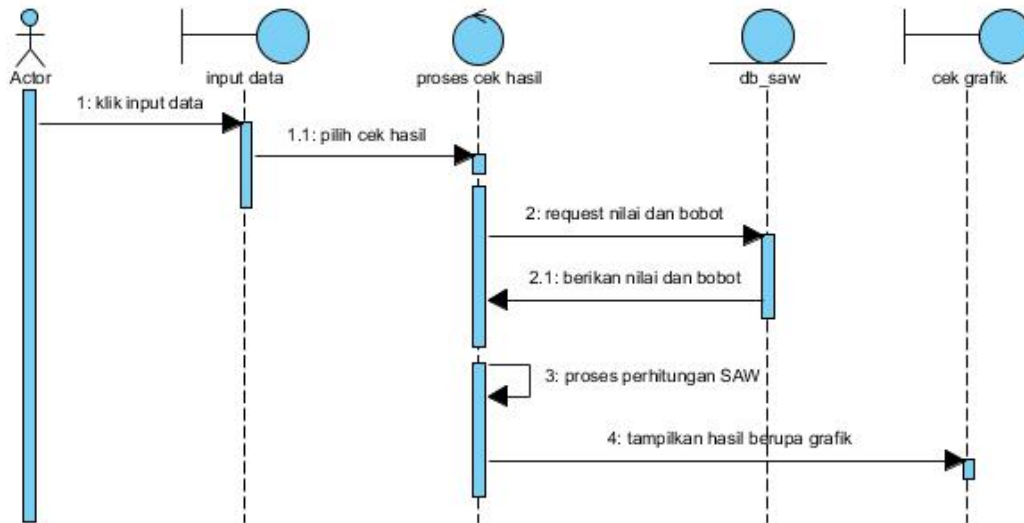 Actor
input data
proses cek hasil
db_saw
cek grafik
1: klik input data
1.1: pilih cek hasil
2: request nilai dan bobot
2.1: berikan nilai dan bobot
3: proses perhitungan SAW
4: tampilkan hasil berupa grafik